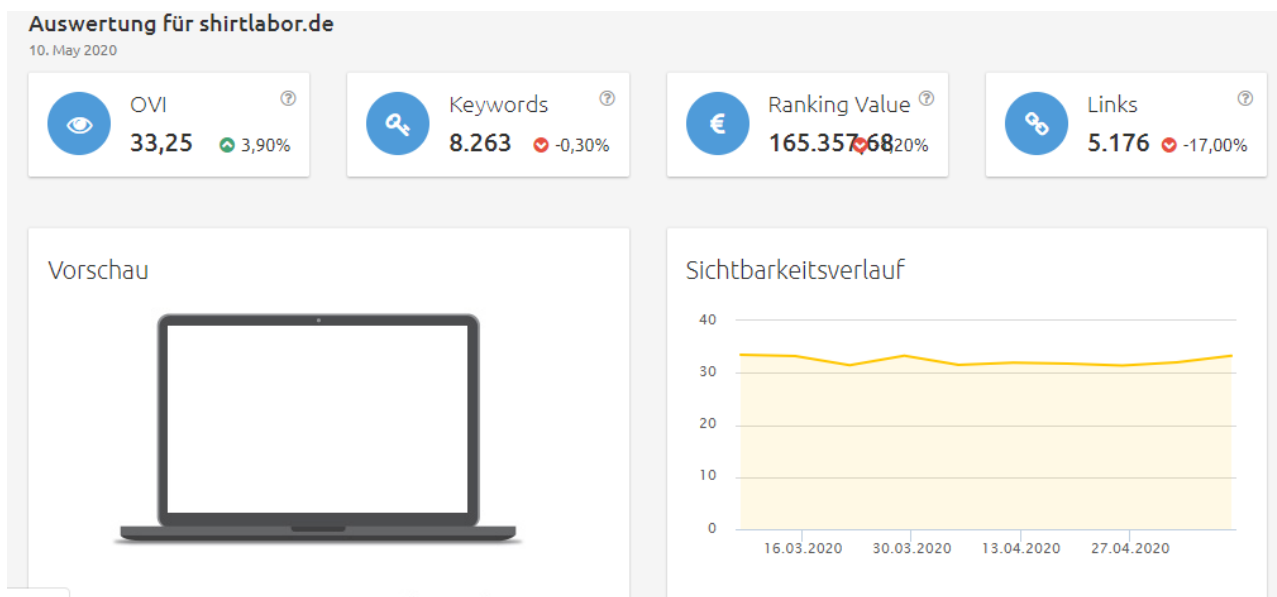 Auswertung für shirtlabor.de
10. May 2020
OVI
33,25 3,90%
Keywords
8.263 -0,30%
Ranking Value
165.357,68
Links
5.176 -17,00%
Vorschau
Sichtbarkeitsverlauf
40
30
20
10
0
16.03.2020 30.03.2020 13.04.2020 27.04.2020